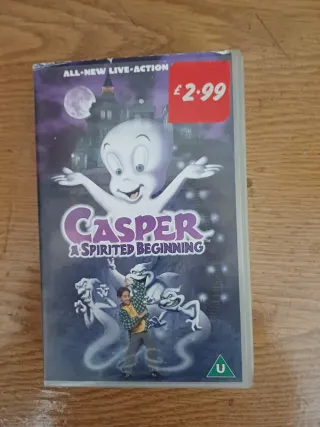 ALL-NEW LIVE-ACTION
£2.99
CASPER
A SPIRITED BEGINNING
U